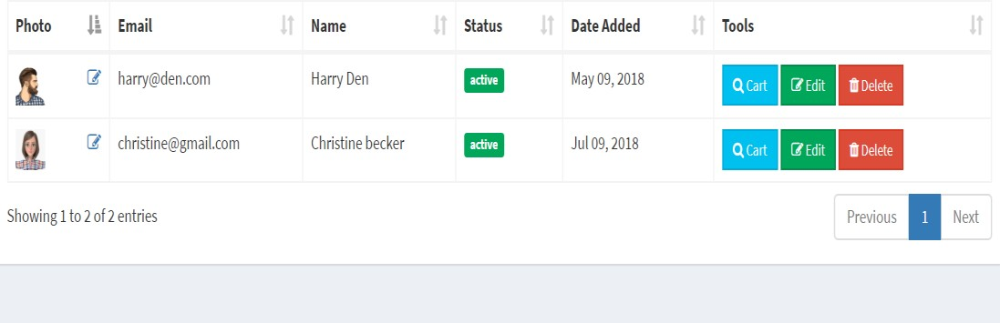 Photo Email Name Status Date Added Tools
harry@den.com Harry Den active May 09, 2018 Cart Edit Delete
christine@gmail.com Christine becker active Jul 09, 2018 Cart Edit Delete
Showing 1 to 2 of 2 entries Previous 1 Next